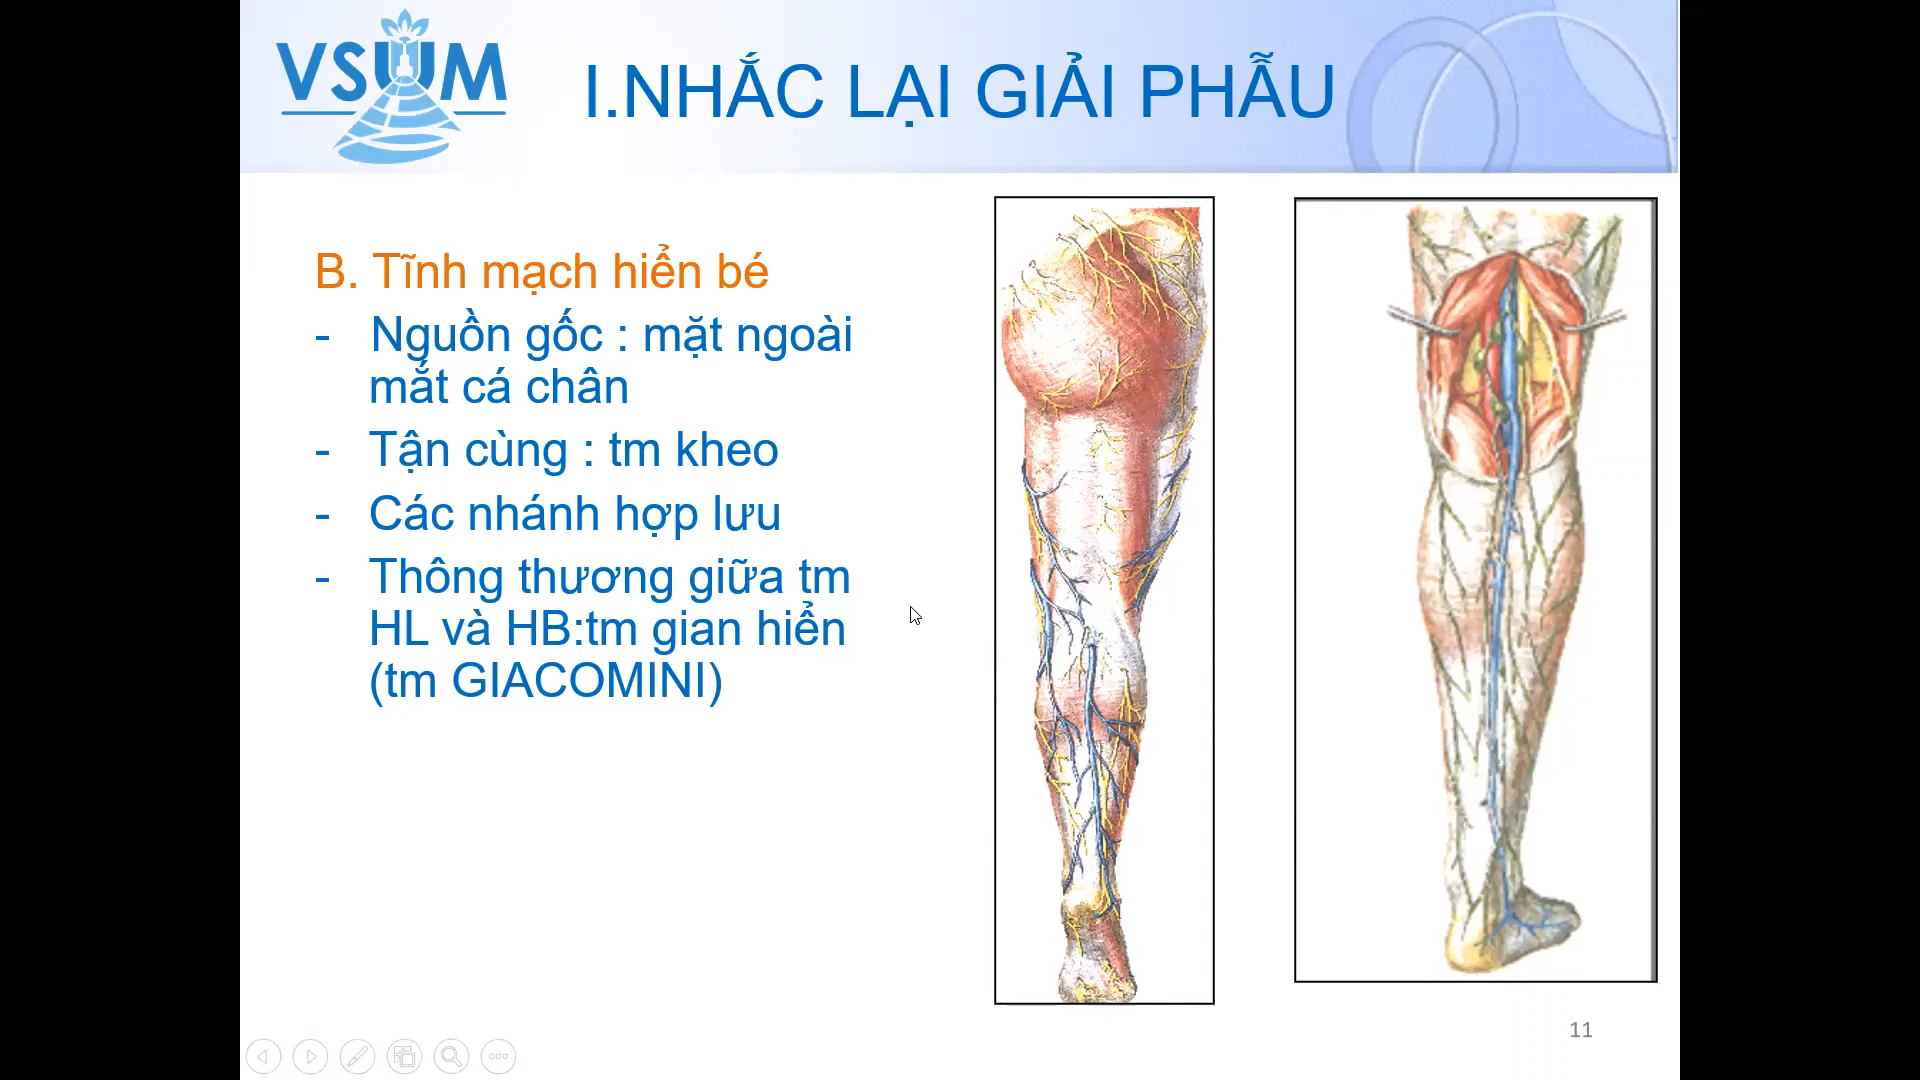 VSUM
I.NHẮC LẠI GIẢI PHẪU
B. Tĩnh mạch hiển bé
- Nguồn gốc : mặt ngoài
mắt cá chân
- Tận cùng : tm kheo
- Các nhánh hợp lưu
- Thông thương giữa tm
HL và HB:tm gian hiển
(tm GIACOMINI)
11